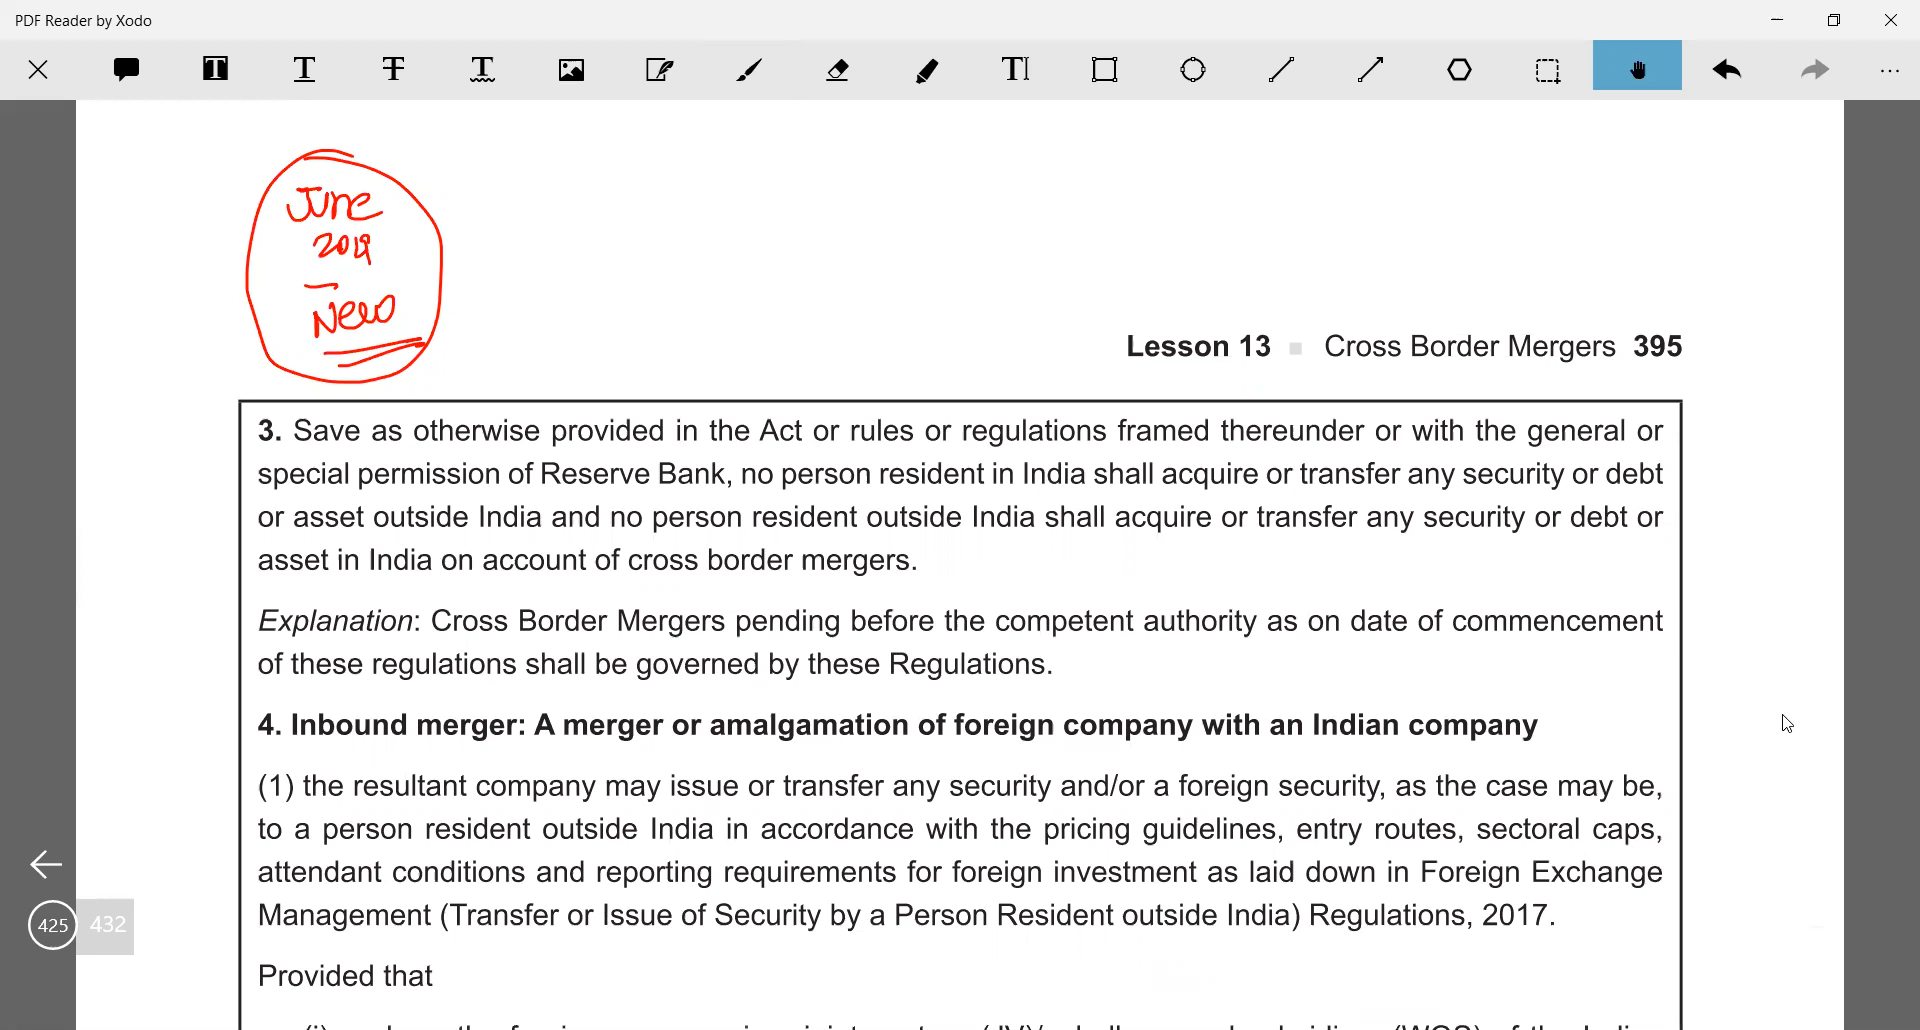 PDF Reader by Xodo
June
2019
New
Lesson 13 Cross Border Mergers 395
3. Save as otherwise provided in the Act or rules or regulations framed thereunder or with the general or
special permission of Reserve Bank, no person resident in India shall acquire or transfer any security or debt
or asset outside India and no person resident outside India shall acquire or transfer any security or debt or
asset in India on account of cross border mergers.
Explanation: Cross Border Mergers pending before the competent authority as on date of commencement
of these regulations shall be governed by these Regulations.
4. Inbound merger: A merger or amalgamation of foreign company with an Indian company
(1) the resultant company may issue or transfer any security and/or a foreign security, as the case may be,
to a person resident outside India in accordance with the pricing guidelines, entry routes, sectoral caps,
attendant conditions and reporting requirements for foreign investment as laid down in Foreign Exchange
Management (Transfer or Issue of Security by a Person Resident outside India) Regulations, 2017.
425 432
Provided that